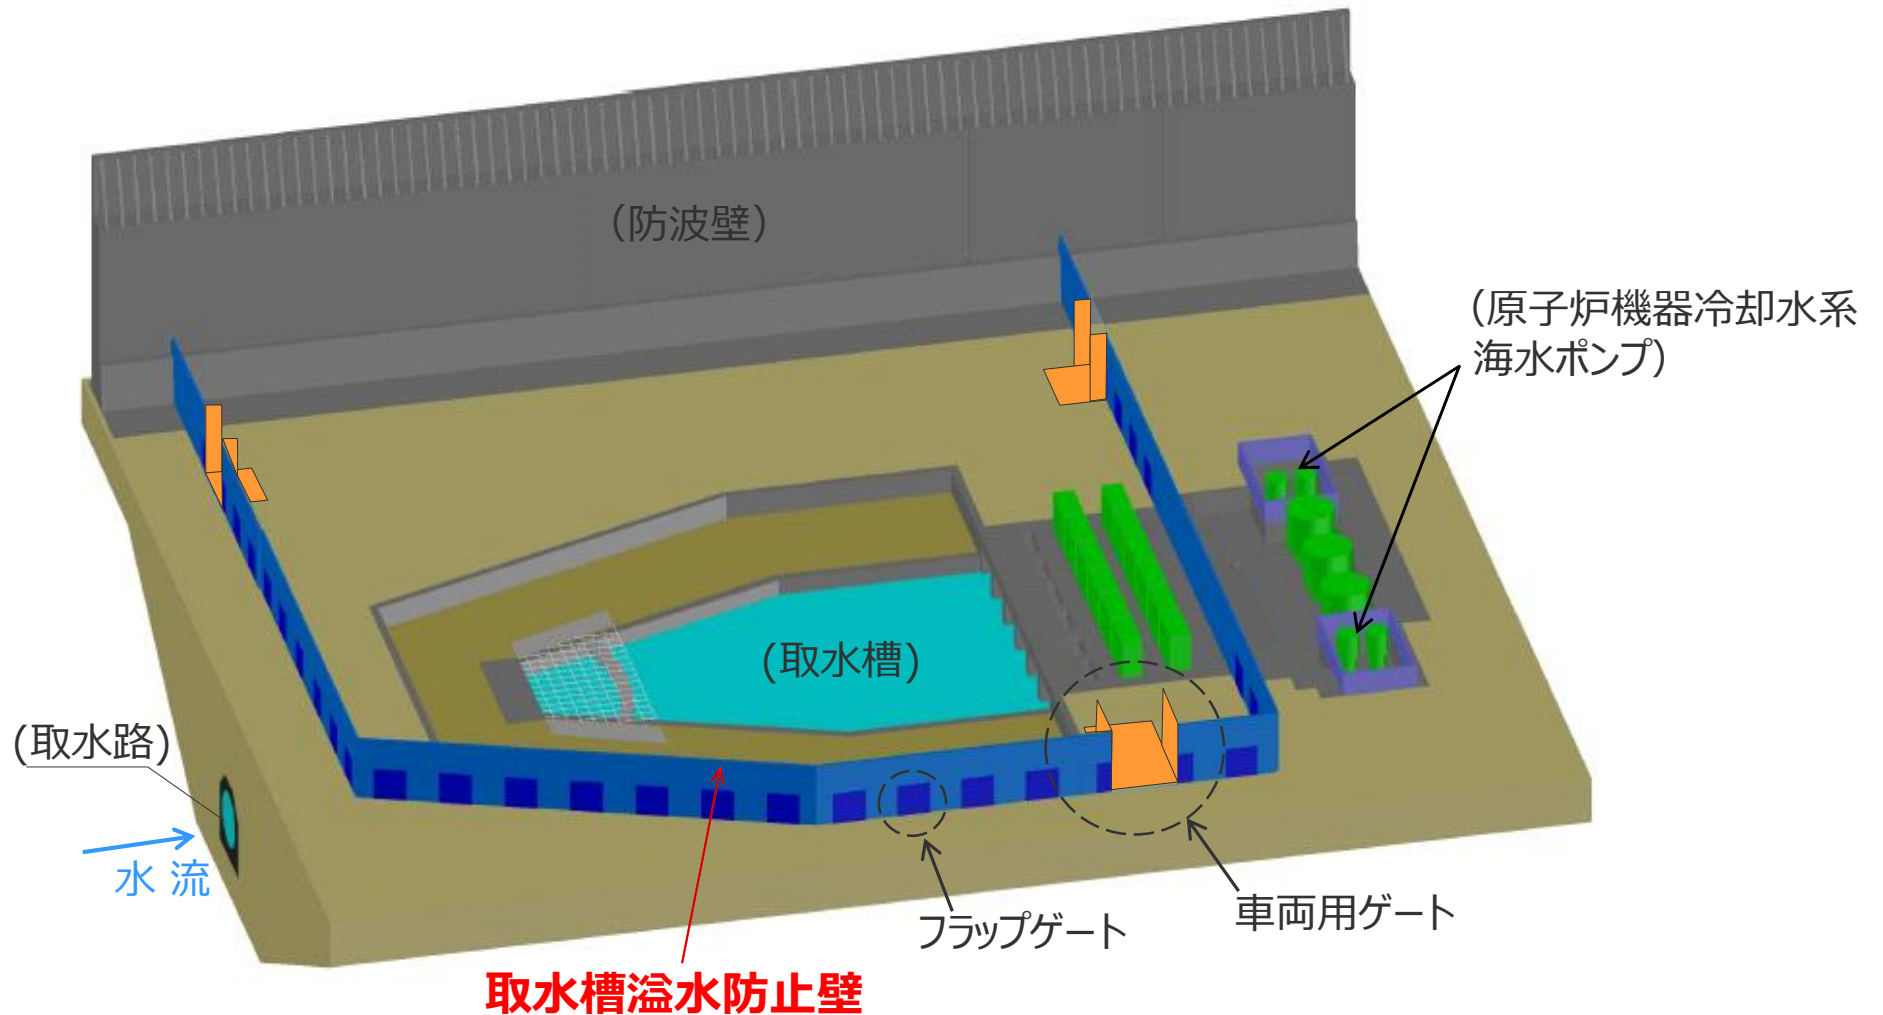 （防波壁）
（原子炉機器冷却水系
海水ポンプ）
(取水槽)
(取水路)
水 流
フラップゲート
車両用ゲート
取水槽溢水防止壁